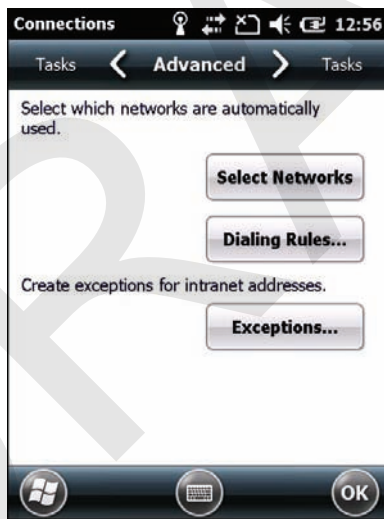 Connections 12:56
Tasks Advanced Tasks
Select which networks are automatically
used.
Select Networks
Dialing Rules...
Create exceptions for intranet addresses.
Exceptions...
OK